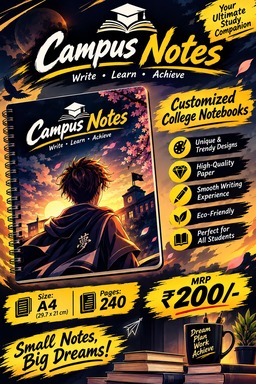 Your
Ultimate
Study
Companion
Campus Notes
Write • Learn • Achieve
Campus Notes
Write • Learn • Achieve
Customized
College Notebooks
Unique &
Trendy Designs
High-Quality
Paper
Smooth Writing
Experience
Eco-Friendly
Perfect for
All Students
Size:
A4
(29.7 x 21 cm)
Pages:
240
MRP
₹200/-
Small Notes,
Big Dreams!
Dream
Plan
Work
Achieve